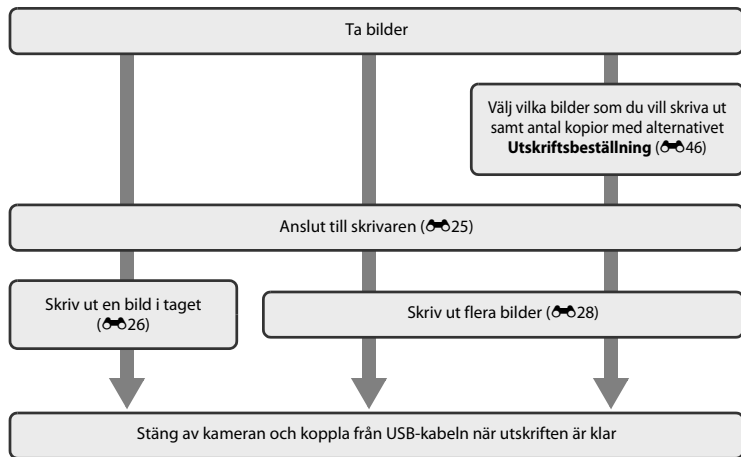 Ta bilder
Välj vilka bilder som du vill skriva ut
samt antal kopior med alternativet
Utskriftsbeställning (46)
Anslut till skrivaren (25)
Skriv ut en bild i taget
(26)
Skriv ut flera bilder (28)
Stäng av kameran och koppla från USB-kabeln när utskriften är klar